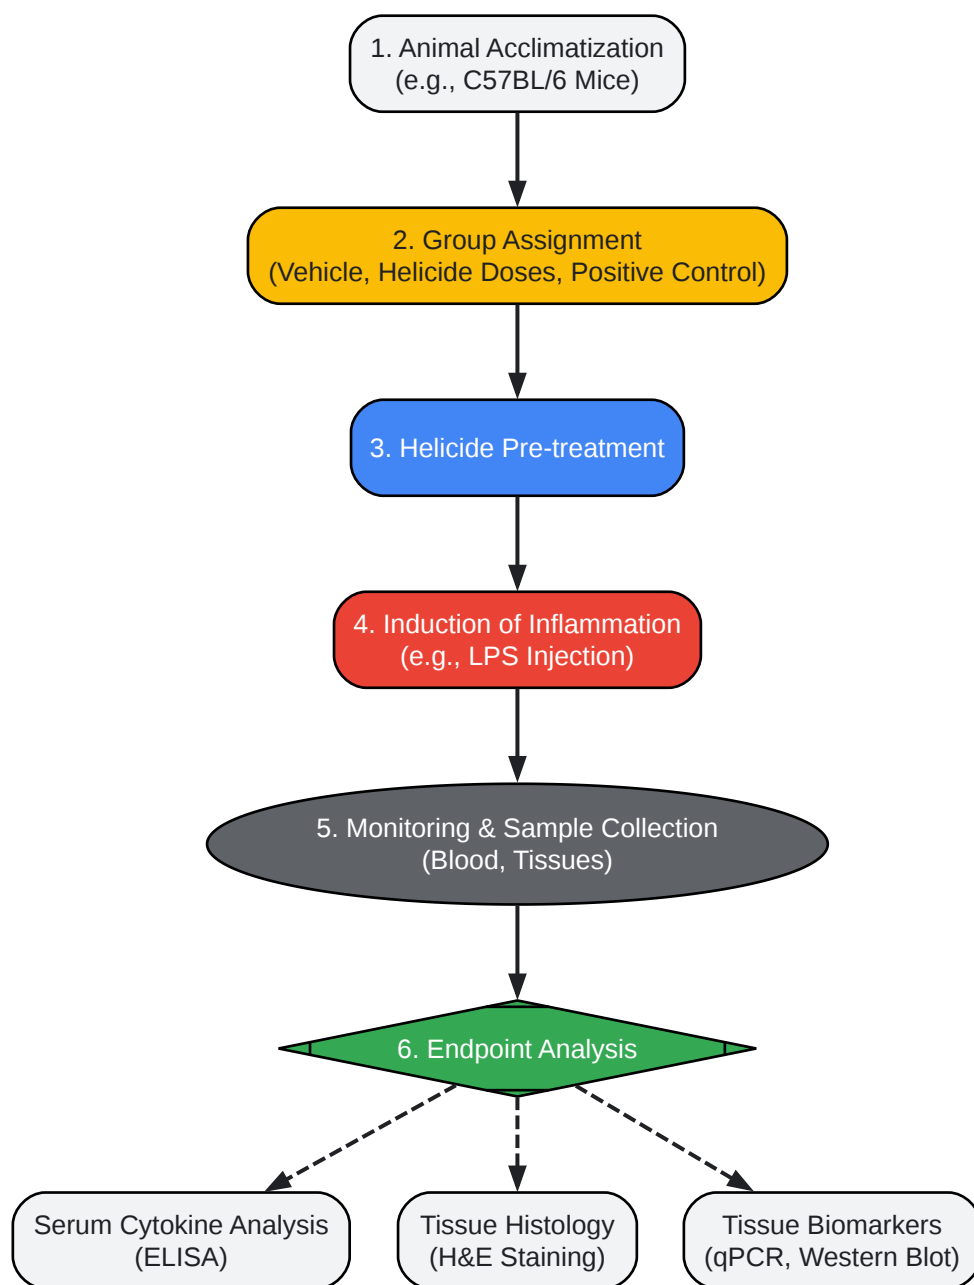 1. Animal Acclimatization
(e.g., C57BL/6 Mice)
2. Group Assignment
(Vehicle, Helicide Doses, Positive Control)
3. Helicide Pre-treatment
4. Induction of Inflammation
(e.g., LPS Injection)
5. Monitoring & Sample Collection
(Blood, Tissues)
6. Endpoint Analysis
Serum Cytokine Analysis
(ELISA)
Tissue Histology
(H&E Staining)
Tissue Biomarkers
(qPCR, Western Blot)